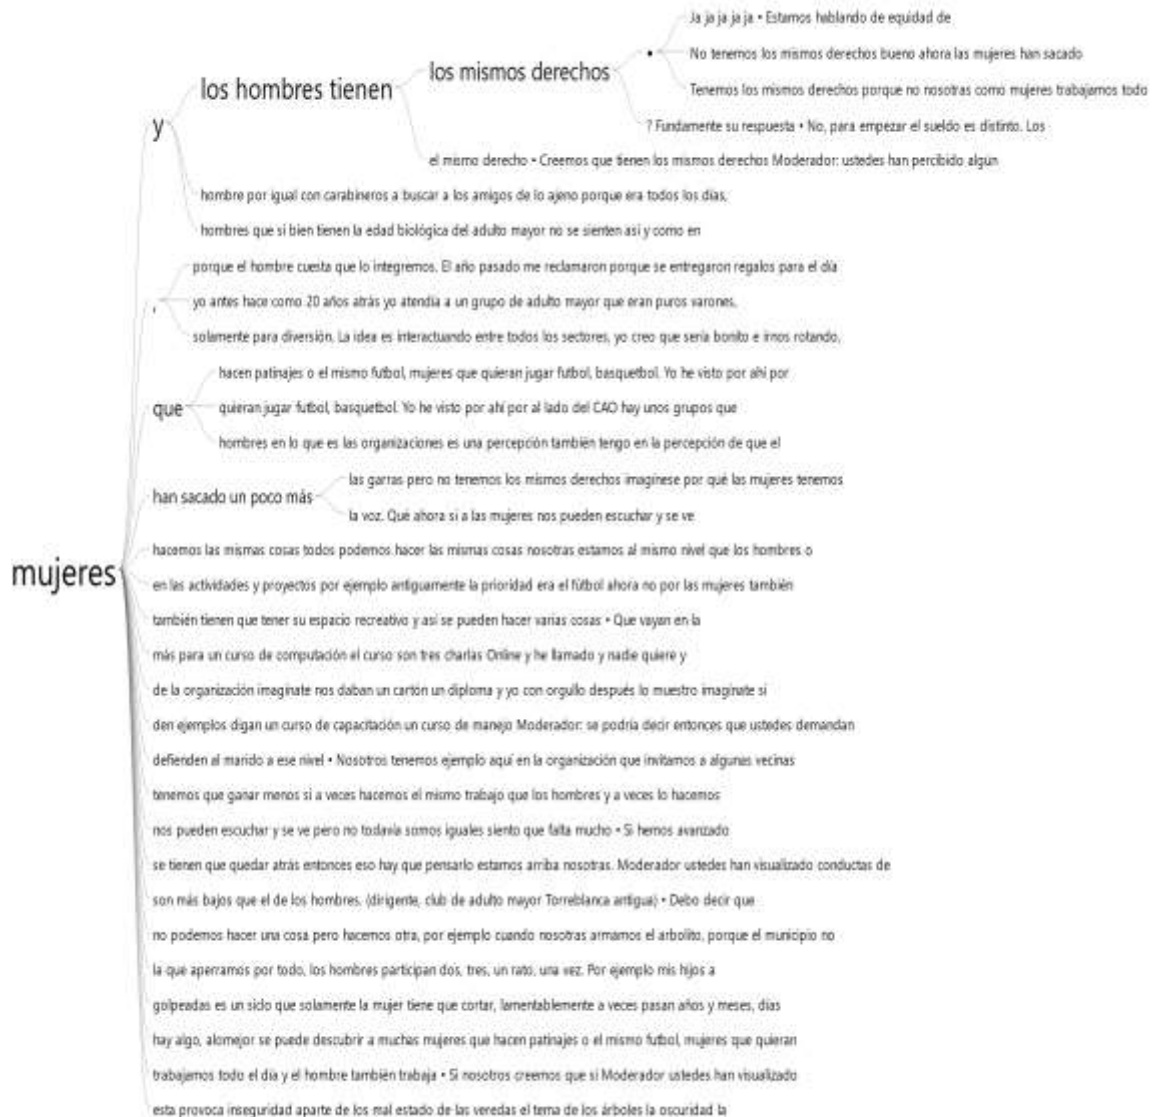 Ja ja ja ja ja • Estamos hablando de equidad de
No tenemos los mismos derechos bueno ahora las mujeres han sacado
los mismos derechos
•
los hombres tienen
Tenemos los mismos derechos porque no nosotras como mujeres trabajamos todo
y
? Fundamente su respuesta • No, para empezar el sueldo es distinto. Los
el mismo derecho • Creemos que tienen los mismos derechos Moderador: ustedes han percibido algun
hombre por igual con carabineros a buscar a los amigos de lo ajeno porque era todos los días,
hombres que si bien tienen la edad biológica del adulto mayor no se sienten asi y como en
porque el hombre cuesta que lo integremos. El año pasado me reclamaron porque se entregaron regalos para el día
,
yo antes hace como 20 años atrás yo atendia a un grupo de adulto mayor que eran puros varones,
solamente para diversión. La idea es interactuando entre todos los sectores, yo creo que sería bonito e irnos rotando,
hacen patinajes o el mismo futbol, mujeres que quieran jugar futbol, basquetbol. Yo he visto por ahí por
que
quieran jugar futbol, basquetbol. Yo he visto por ahí por al lado del CAO hay unos grupos que
hombres en lo que es las organizaciones es una percepción también tengo en la percepción de que el
las garras pero no tenemos los mismos derechos imagínese por qué las mujeres tenemos
han sacado un poco más
la voz. Qué ahora si a las mujeres nos pueden escuchar y se ve
hacemos las mismas cosas todos podemos hacer las mismas cosas nosotras estamos al mismo nivel que los hombres o
mujeres
en las actividades y proyectos por ejemplo antiguamente la prioridad era el fútbol ahora no por las mujeres también
también tienen que tener su espacio recreativo y así se pueden hacer varias cosas • Que vayan en la
más para un curso de computación el curso son tres charlas Online y he llamado y nadie quiere y
de la organización imagínate nos daban un cartón un diploma y yo con orgullo después lo muestro imagínate si
den ejemplos digan un curso de capacitación un curso de manejo Moderador: se podría decir entonces que ustedes demandan
defienden al marido a ese nivel • Nosotros tenemos ejemplo aquí en la organización que invitamos a algunas vecinas
tenemos que ganar menos si a veces hacemos el mismo trabajo que los hombres y a veces lo hacemos
nos pueden escuchar y se ve pero no todavía somos iguales siento que falta mucho • Si hemos avanzado
se tienen que quedar atrás entonces eso hay que pensarlo estamos arriba nosotras. Moderador ustedes han visualizado conductas de
son más bajos que el de los hombres. (dirigente, club de adulto mayor Torreblanca antigua) • Debo decir que
no podemos hacer una cosa pero hacemos otra, por ejemplo cuando nosotras armamos el arbolito, porque el municipio no
la que aperramos por todo, los hombres participan dos, tres, un rato, una vez. Por ejemplo mis hijos a
golpeadas es un siclo que solamente la mujer tiene que cortar, lamentablemente a veces pasan años y meses, días
hay algo, alomejor se puede descubrir a muchas mujeres que hacen patinajes o el mismo futbol, mujeres que quieran
trabajamos todo el día y el hombre también trabaja • Si nosotros creemos que si Moderador ustedes han visualizado
esta provoca inseguridad aparte de los mal estado de las veredas el tema de los árboles la oscuridad la